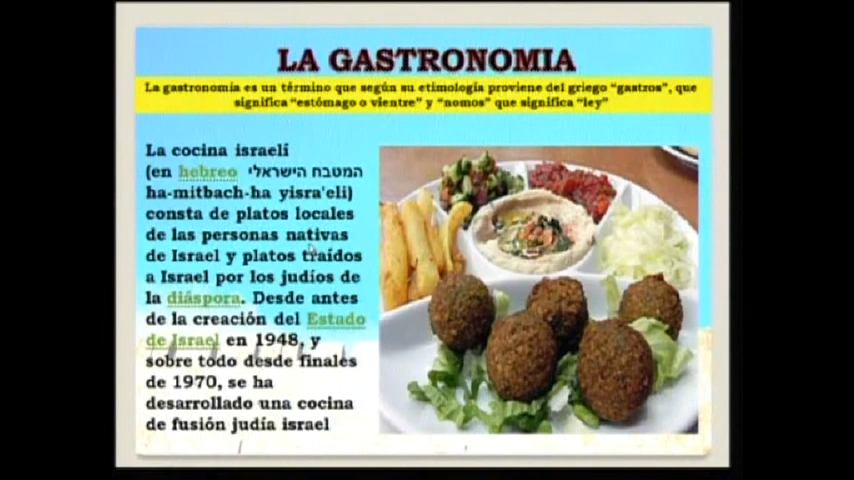 LA GASTRONOMIA
La gastronomía es un término que según su etimología proviene del griego “gastros”, que
significa “estómago o vientre” y “nomos” que significa “ley”
La cocina israelí
(en hebreo המטבח הישראלי
ha-mitbach-ha yisra'eli)
consta de platos locales
de las personas nativas
de Israel y platos traídos
a Israel por los judíos de
la diáspora. Desde antes
de la creación del Estado
de Israel en 1948, y
sobre todo desde finales
de 1970, se ha
desarrollado una cocina
de fusión judía israel